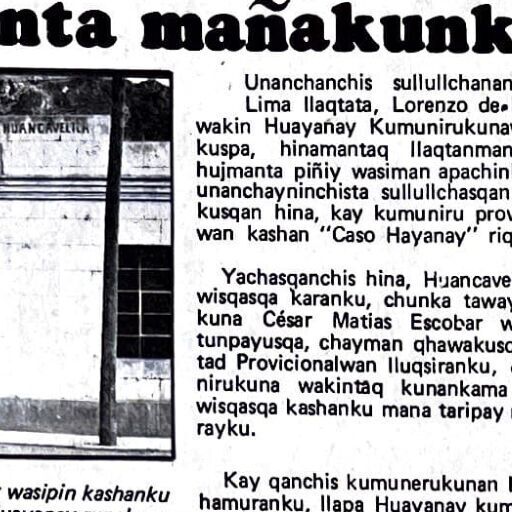 nta mañakunk
HUANCAVELICA
Unanchanchis sullullchanan
Lima llaqtata, Lorenzo de
wakin Huayanay Kumunirukuna
kuspa, hinamantaq llaqtanman
hujmanta piñiy wasiman apachin
unanchayninchista sullullchasqan
kusqan hina, kay kumuniru prov
wan kashan "Caso Hayanay" riq
Yachasqanchis hina, Huancave
wisqasqa karanku, chunka taway
kuna César Matias Escobar w
tunpayusqa, chayman qhawakusq
tad Provicionalwan lluqsiranku,
nirukuna wakintaq kunankama
wisqasqa kashanku mana taripay
rayku.
Kay qanchis kumunerukunan
hamuranku, llapa Huayanay kum
wasipin kashanku